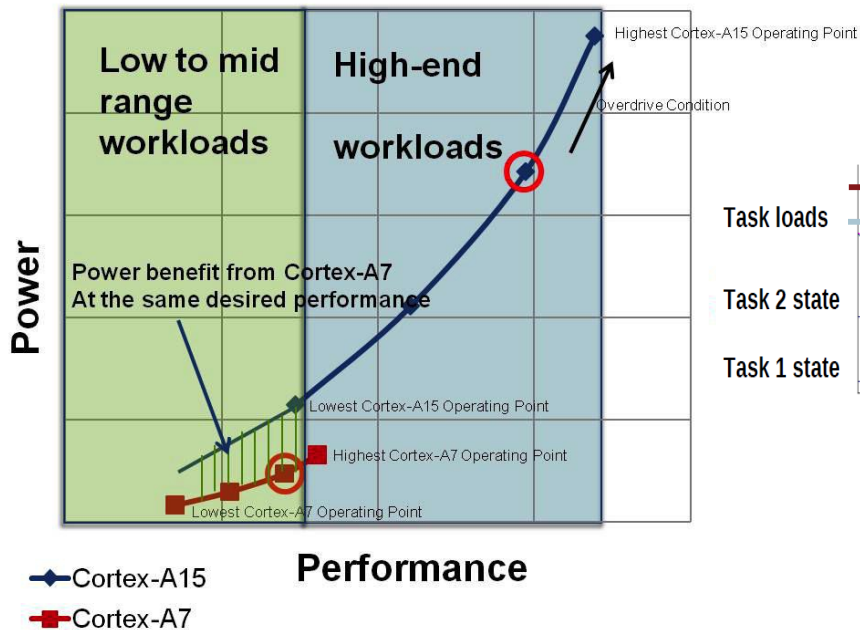 Low to mid
range
workloads
High-end
workloads
Highest Cortex-A15 Operating Point
Overdrive Condition
Power benefit from Cortex-A7
At the same desired performance
Lowest Cortex-A15 Operating Point
Highest Cortex-A7 Operating Point
Lowest Cortex-A7 Operating Point
Power
Performance
Cortex-A15
Cortex-A7
Task loads
Task 2 state
Task 1 state